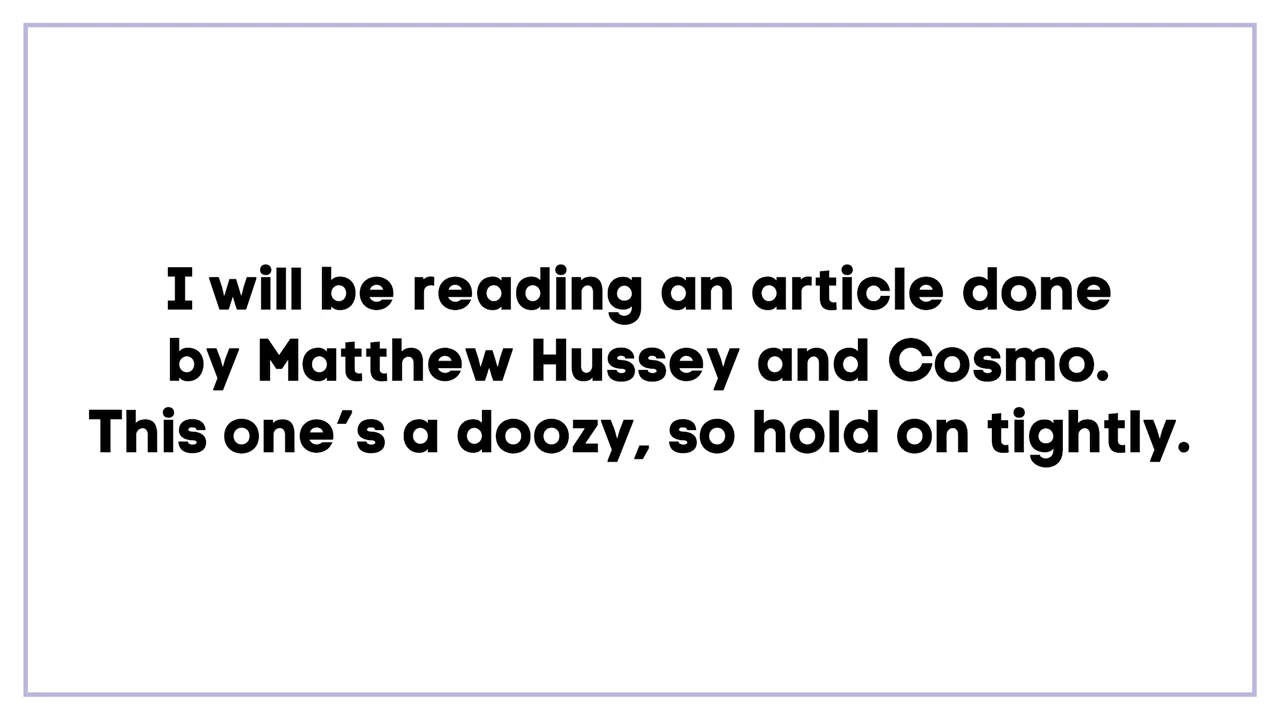 I will be reading an article done
by Matthew Hussey and Cosmo.
This one’s a doozy, so hold on tightly.